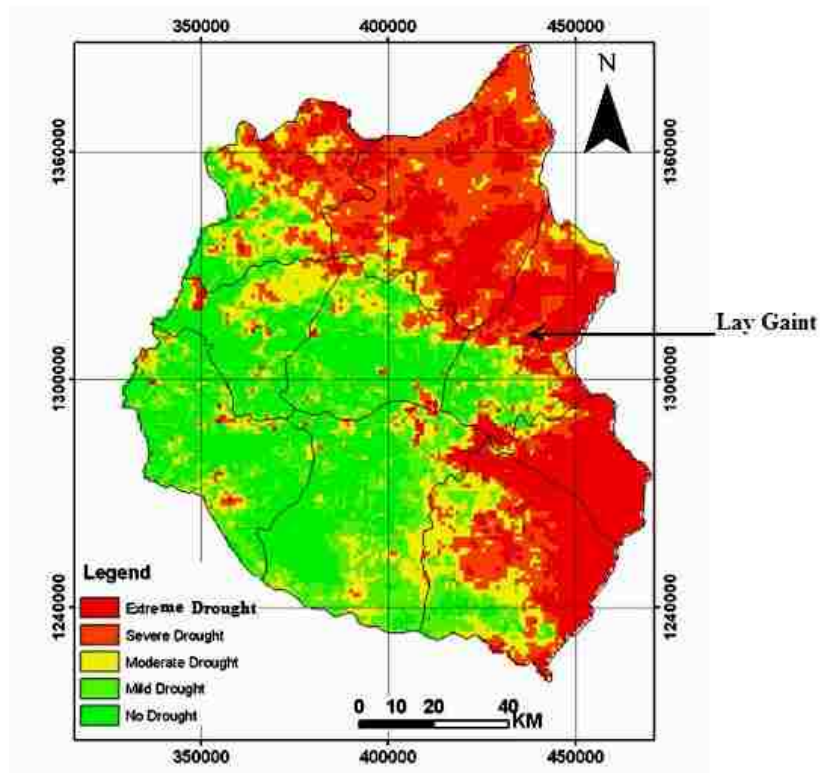 350000 400000 450000
N
1360000 1360000
Lay Gaint
1300000 1300000
Legend
1240000 1240000
Extreme Drought
Severe Drought
Moderate Drought
Mild Drought
No Drought
0 10 20 40
KM
350000 400000 450000